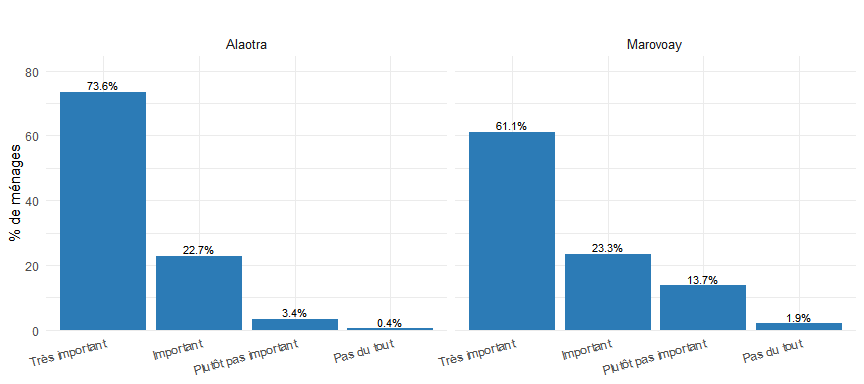 Alaotra
Marovoay
% de ménages
80
60
40
20
0
73.6%
22.7%
3.4%
0.4%
61.1%
23.3%
13.7%
1.9%
Très important
Important
Plutôt pas important
Pas du tout
Très important
Important
Plutôt pas important
Pas du tout